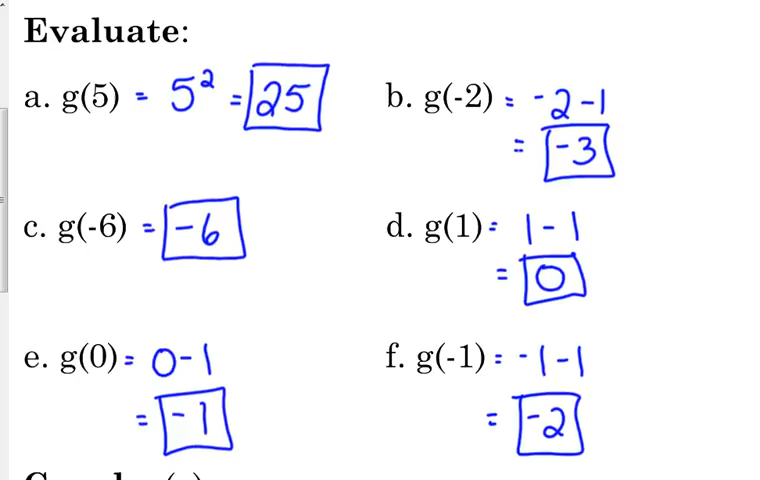 Evaluate:
a. g(5) = 5² = 25
b. g(-2) = -2-1
= -3
c. g(-6) = -6
d. g(1) = 1-1
= 0
e. g(0) = 0-1
= -1
f. g(-1) = -1-1
= -2